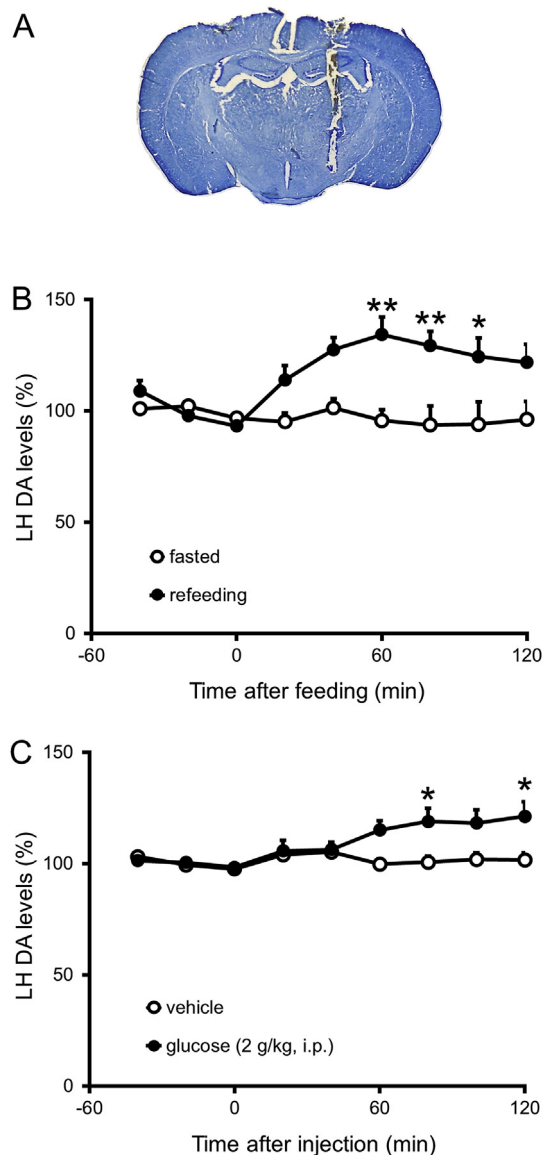 A
B
150
** ** *
100
LH DA levels (%)
50
fasted
refeeding
0
-60 0 60 120
Time after feeding (min)
C
150
* *
100
LH DA levels (%)
50
vehicle
glucose (2 g/kg, i.p.)
0
-60 0 60 120
Time after injection (min)